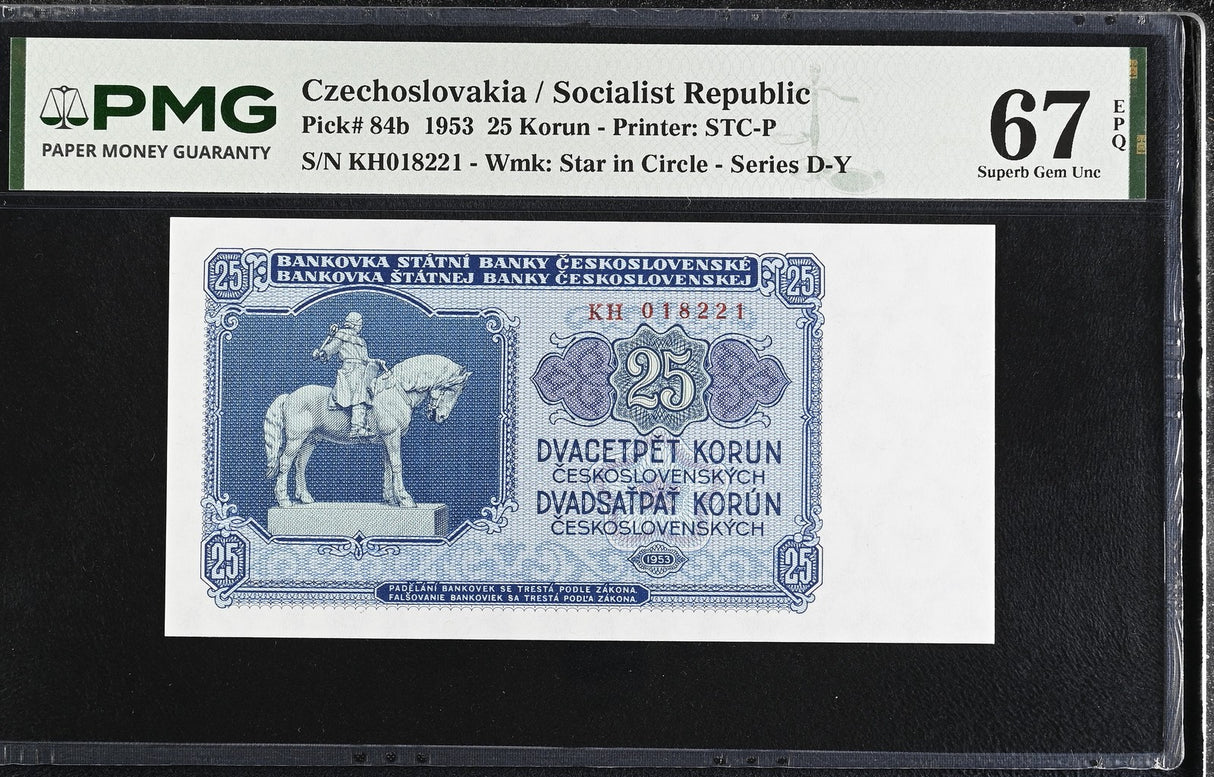 PMG
PAPER MONEY GUARANTY
Czechoslovakia / Socialist Republic
Pick# 84b 1953 25 Korun - Printer: STC-P
S/N KH018221 - Wmk: Star in Circle - Series D-Y
67
EPQ
Superb Gem Unc
25
BANKOVKA STÁTNÍ BANKY ČESKOSLOVENSKÉ
BANKOVKA ŠTÁTNEJ BANKY ČESKOSLOVENSKEJ
25
KH 018221
25
DVACETPĚT KORUN
ČESKOSLOVENSKÝCH
DVADSAŤPÄŤ KORÚN
ČESKOSLOVENSKÝCH
1953
25
25
PADĚLÁNÍ BANKOVEK SE TRESTÁ PODLE ZÁKONA.
FALŠOVANIE BANKOVIEK SA TRESTÁ PODĽA ZÁKONA.